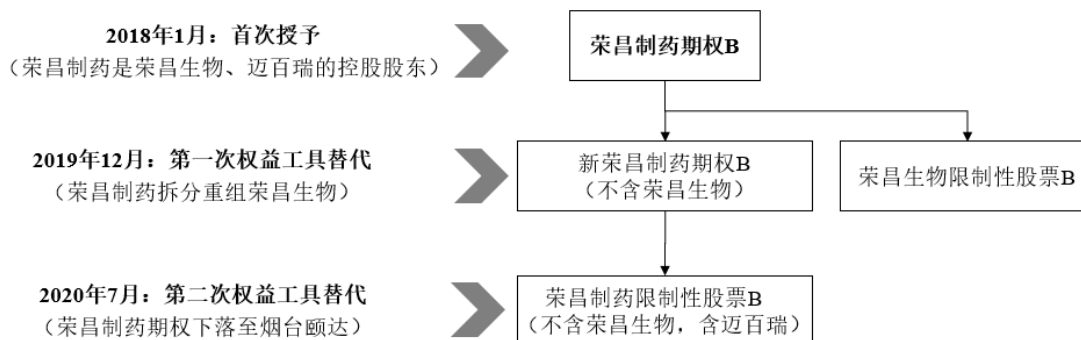 2018年1月：首次授予
（荣昌制药是荣昌生物、迈百瑞的控股股东）
荣昌制药期权B
2019年12月：第一次权益工具替代
（荣昌制药拆分重组荣昌生物）
新荣昌制药期权B
（不含荣昌生物）
荣昌生物限制性股票B
2020年7月：第二次权益工具替代
（荣昌制药期权下落至烟台颐达）
荣昌制药限制性股票B
（不含荣昌生物，含迈百瑞）